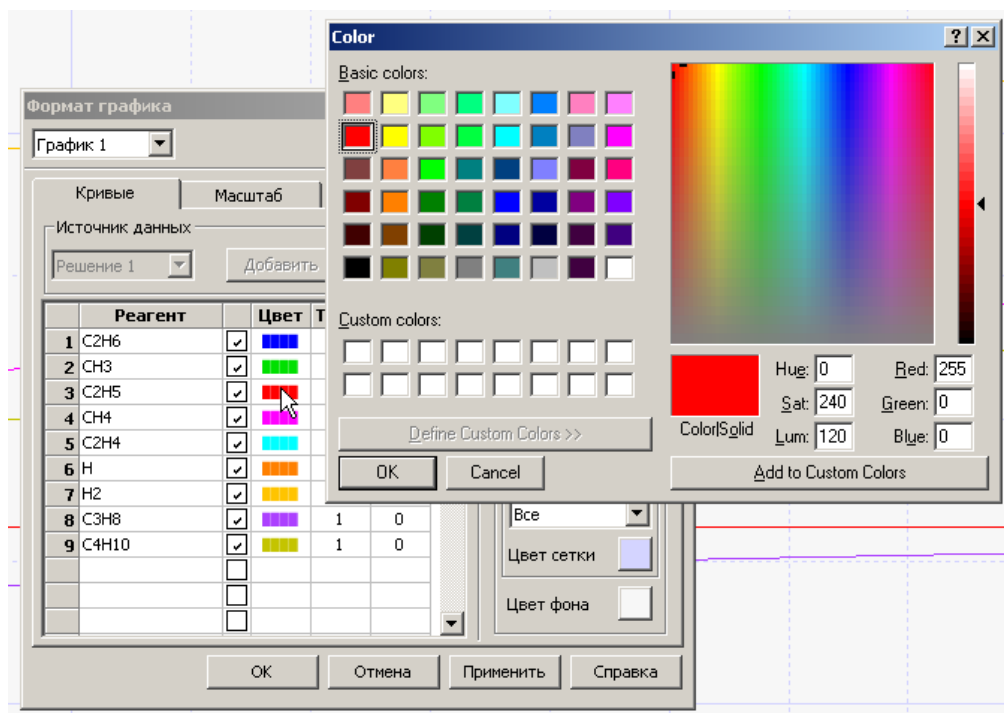 Color
Basic colors:
Custom colors:
Define Custom Colors >>
OK Cancel
Color|Solid
Hue: 0 Red: 255
Sat: 240 Green: 0
Lum: 120 Blue: 0
Add to Custom Colors
Формат графика
График 1
Кривые Масштаб
Источник данных
Решение 1 Добавить
Реагент Цвет Т
1 C2H6
2 CH3
3 C2H5
4 CH4
5 C2H4
6 H
7 H2
8 C3H8 1 0
9 C4H10 1 0
Все
Цвет сетки
Цвет фона
OK Отмена Применить Справка